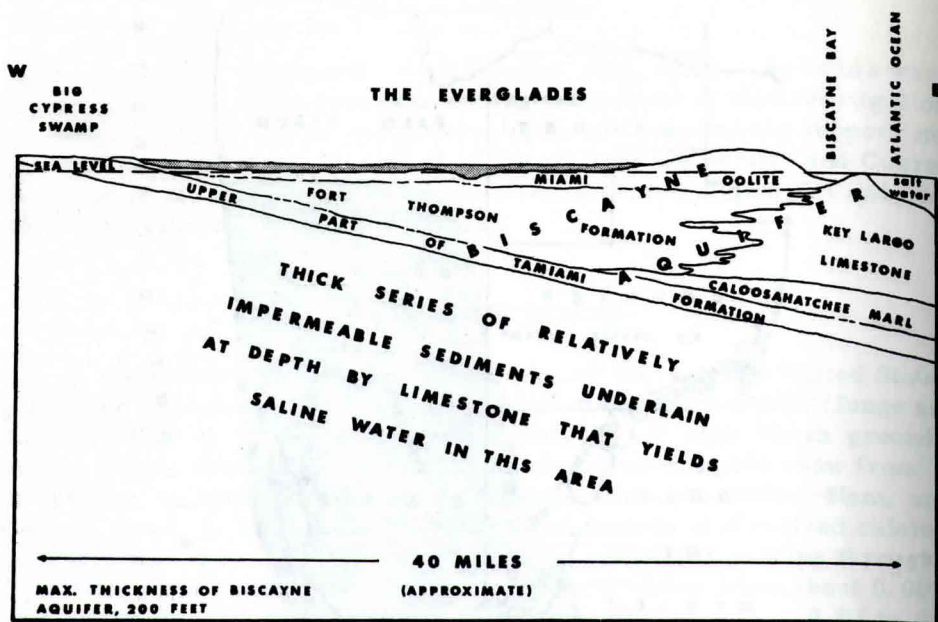 W
BIG
CYPRESS
SWAMP
THE EVERGLADES
BISCAYNE BAY
ATLANTIC OCEAN
SEA LEVEL
MIAMI OOLITE
salt
water
UPPER PART OF TAMIAMI FORMATION
FORT THOMPSON FORMATION
BISCAYNE AQUIFER
KEY LARGO
LIMESTONE
CALOOSAHATCHEE MARL
THICK SERIES OF RELATIVELY
IMPERMEABLE SEDIMENTS UNDERLAIN
AT DEPTH BY LIMESTONE THAT YIELDS
SALINE WATER IN THIS AREA
40 MILES
(APPROXIMATE)
MAX. THICKNESS OF BISCAYNE
AQUIFER, 200 FEET